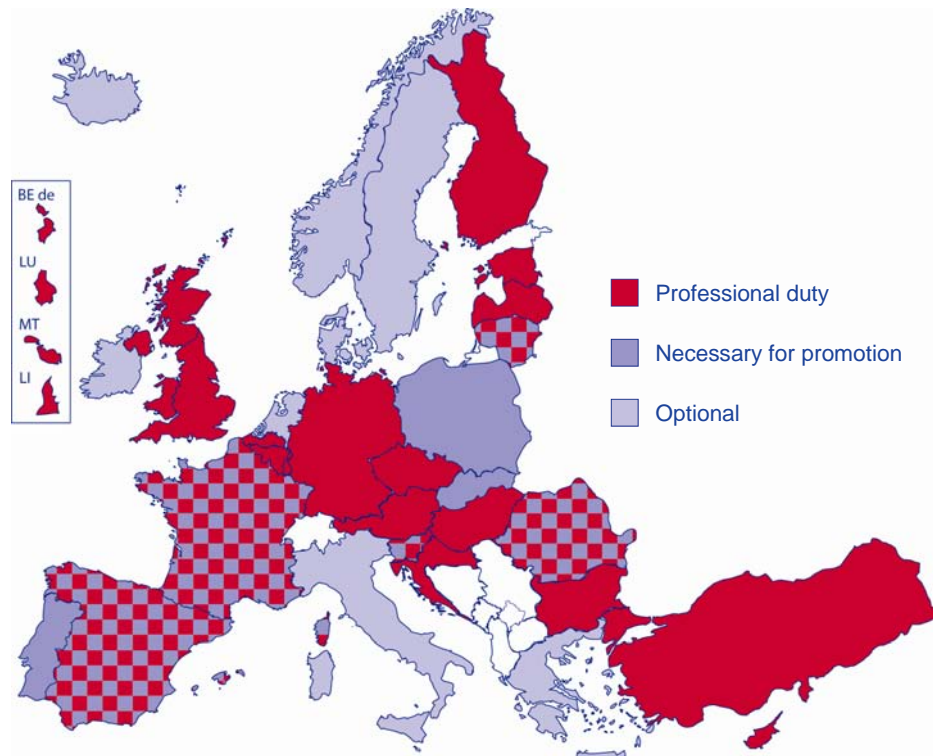 BE de
LU
MT
LI
Professional duty
Necessary for promotion
Optional